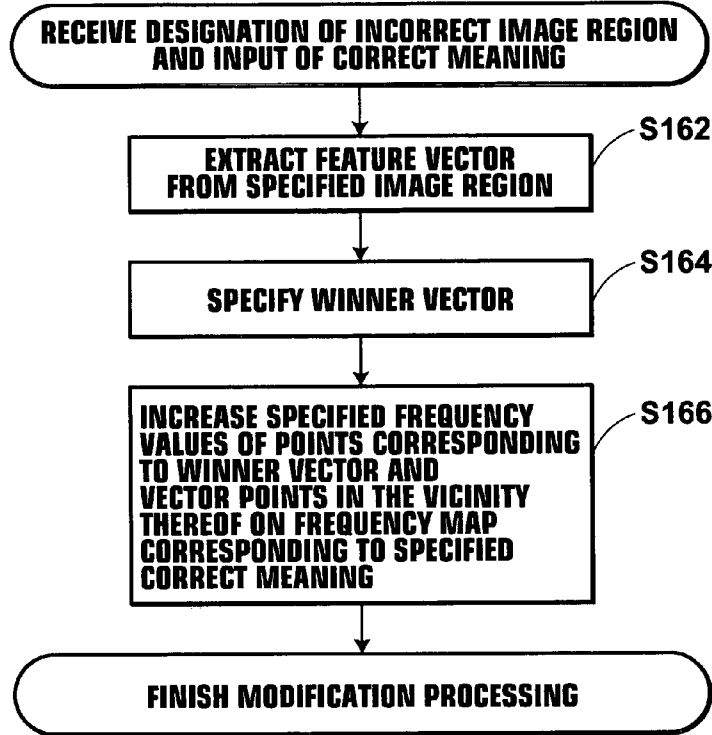 RECEIVE DESIGNATION OF INCORRECT IMAGE REGION
AND INPUT OF CORRECT MEANING
S162
EXTRACT FEATURE VECTOR
FROM SPECIFIED IMAGE REGION
S164
SPECIFY WINNER VECTOR
S166
INCREASE SPECIFIED FREQUENCY
VALUES OF POINTS CORRESPONDING
TO WINNER VECTOR AND
VECTOR POINTS IN THE VICINITY
THEREOF ON FREQUENCY MAP
CORRESPONDING TO SPECIFIED
CORRECT MEANING
FINISH MODIFICATION PROCESSING